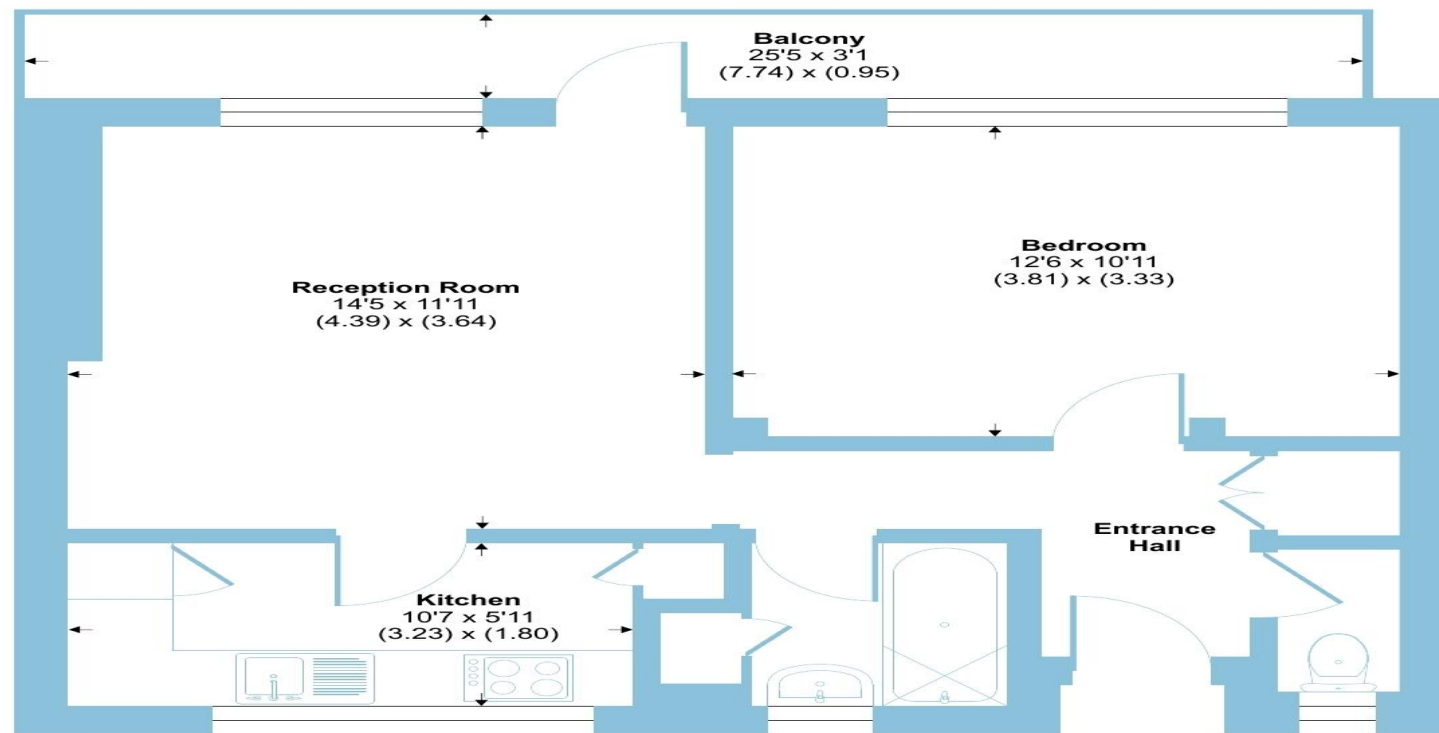 Balcony
25'5 x 3'1
(7.74) x (0.95)
Reception Room
14'5 x 11'11
(4.39) x (3.64)
Bedroom
12'6 x 10'11
(3.81) x (3.33)
Entrance
Hall
Kitchen
10'7 x 5'11
(3.23) x (1.80)